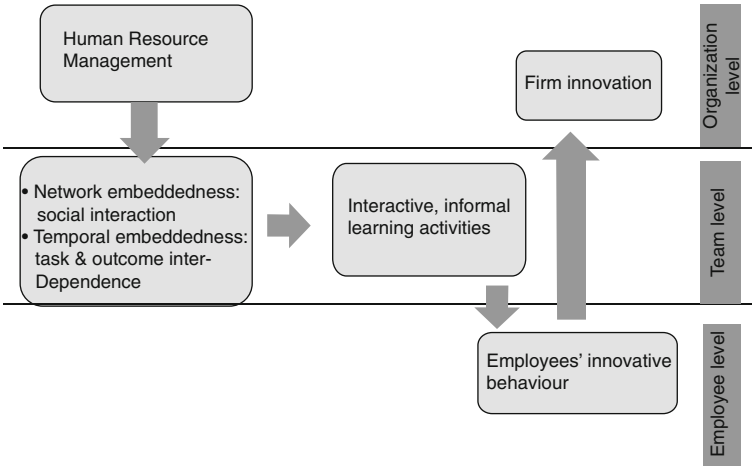 Human Resource
Management
Firm innovation
Organization
level
• Network embeddedness:
social interaction
• Temporal embeddedness:
task & outcome inter-
Dependence
Interactive, informal
learning activities
Team level
Employees’ innovative
behaviour
Employee level